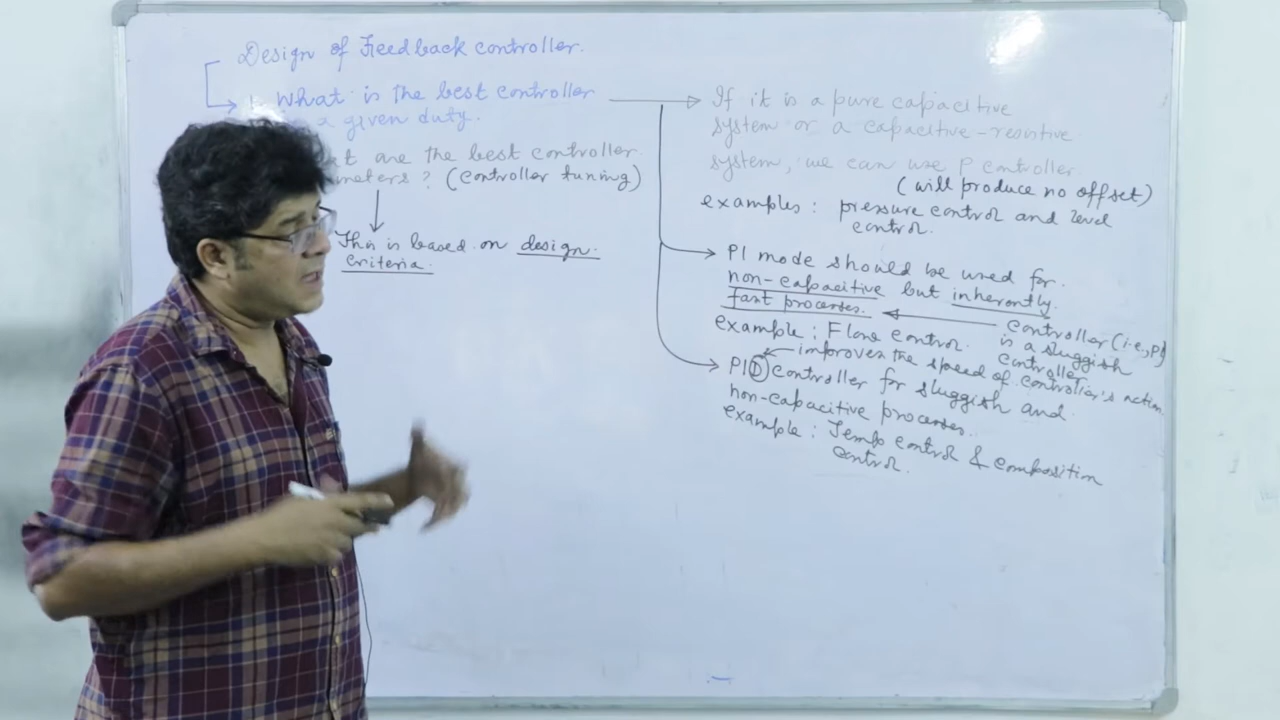 Design of Feedback controller.
1. What is the best controller
a given duty.
are the best controller
meters? (controller tuning)
This is based on design
criteria.
If it is a pure capacitive
system or a capacitive-resistive
system, we can use P controller.
(will produce no offset)
examples: pressure control and level
control.
PI mode should be used for
non-capacitive but inherently
fast processes.
controller (i.e., PI)
is a sluggish
controller
example: Flow control.
improves the speed of controller's action
PID Controller for sluggish and
non-capacitive processes.
example: Temp control & composition
control.